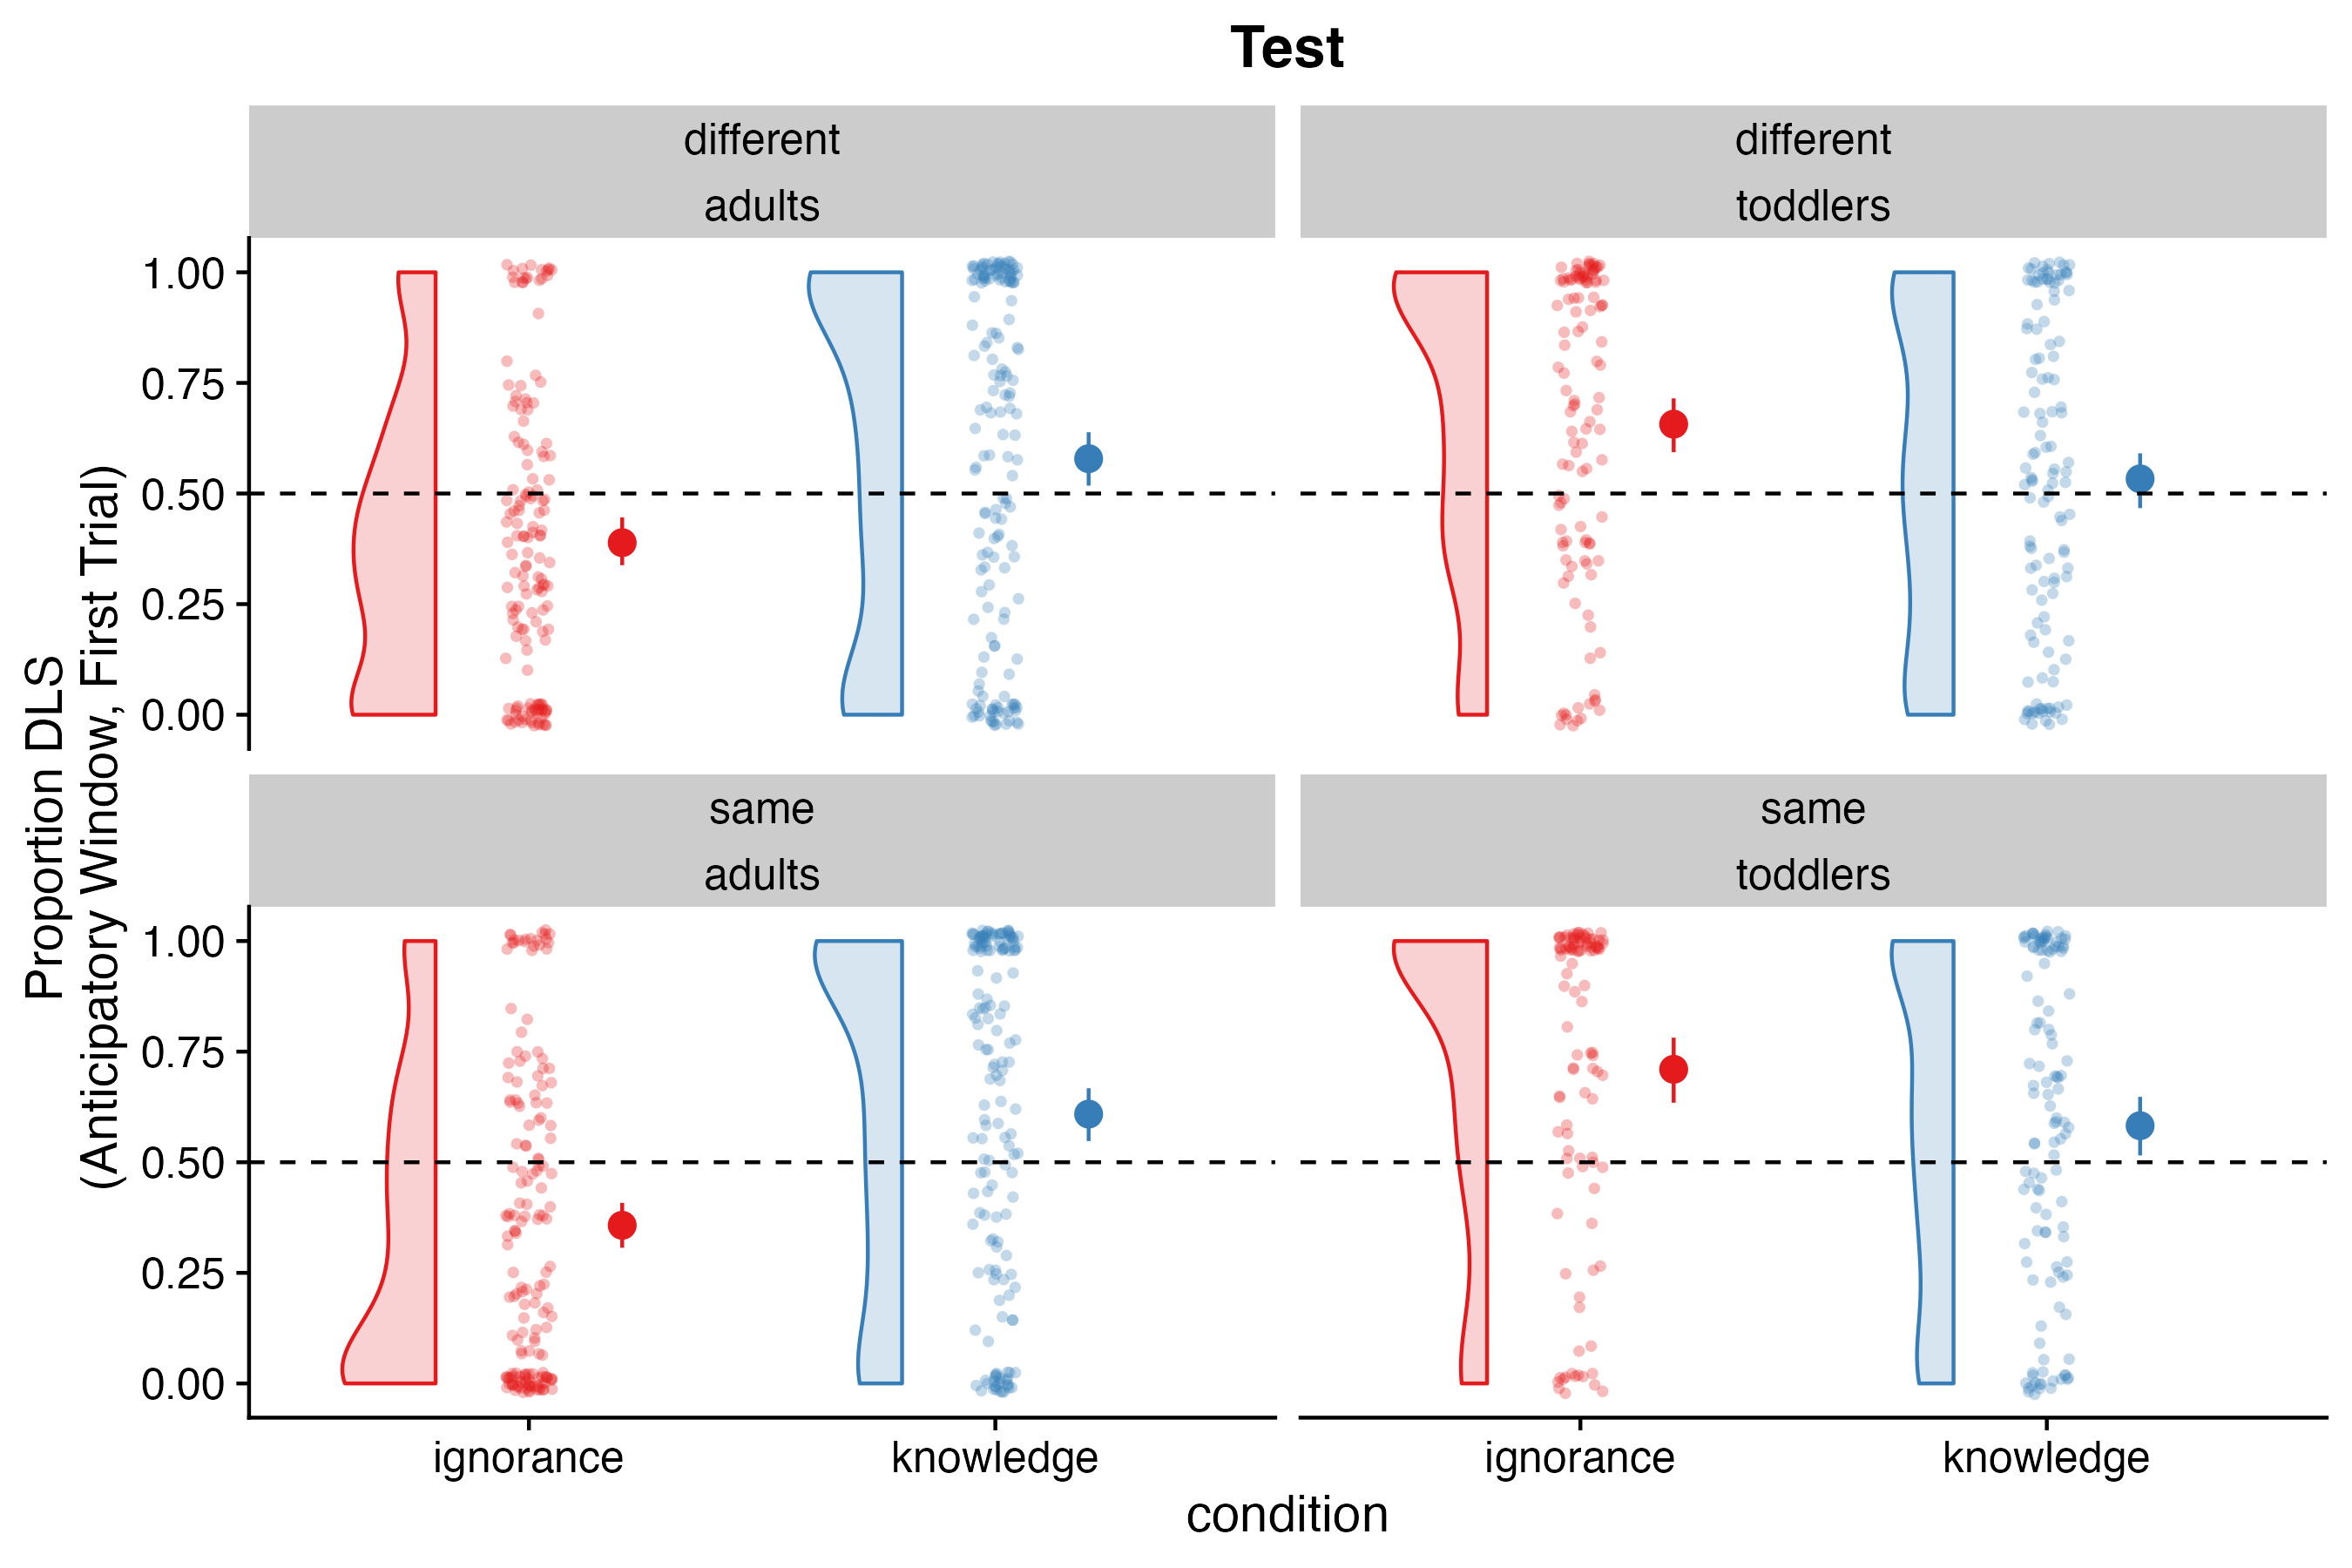 Test
different
adults
different
toddlers
1.00
0.75
0.50
0.25
0.00
same
adults
same
toddlers
1.00
0.75
0.50
0.25
0.00
Proportion DLS
(Anticipatory Window, First Trial)
ignorance
knowledge
ignorance
knowledge
condition